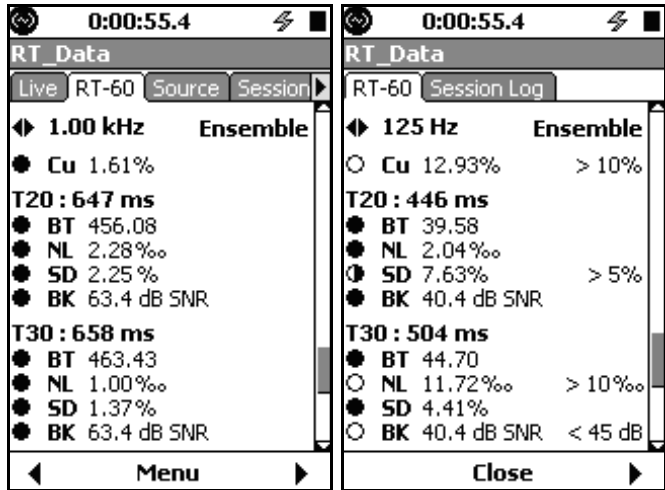 0:00:55.4
RT_Data
Live RT-60 Source Session
1.00 kHz Ensemble
Cu 1.61%
T20 : 647 ms
BT 456.08
NL 2.28‰
SD 2.25 %
BK 63.4 dB SNR
T30 : 658 ms
BT 463.43
NL 1.00‰
SD 1.37%
BK 63.4 dB SNR
Menu
0:00:55.4
RT_Data
RT-60 Session Log
125 Hz Ensemble
Cu 12.93% > 10%
T20 : 446 ms
BT 39.58
NL 2.04‰
SD 7.63% > 5%
BK 40.4 dB SNR
T30 : 504 ms
BT 44.70
NL 11.72‰ > 10‰
SD 4.41%
BK 40.4 dB SNR < 45 dB
Close